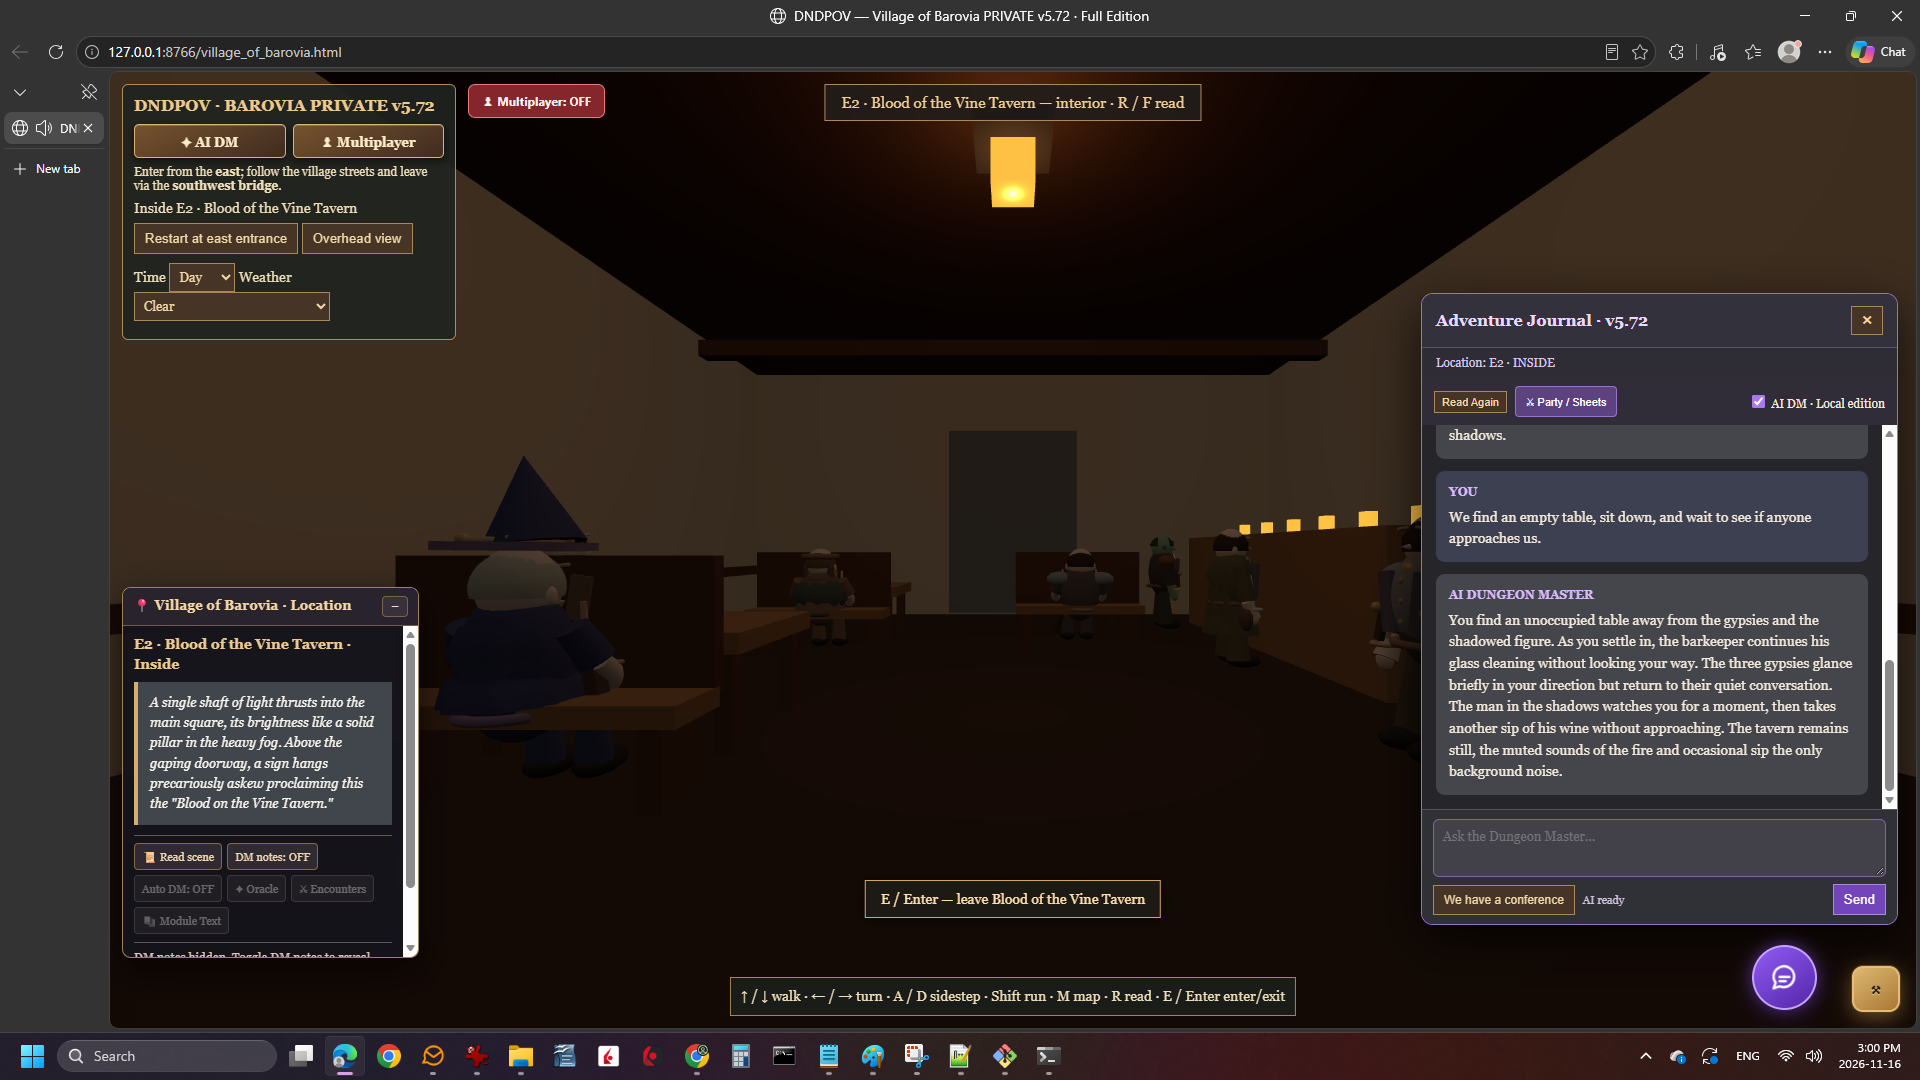 DNDPOV — Village of Barovia PRIVATE v5.72 · Full Edition
127.0.0.1:8766/village_of_barovia.html
Chat
DN
New tab
DNDPOV · BAROVIA PRIVATE v5.72
AI DM
Multiplayer
Enter from the east; follow the village streets and leave
via the southwest bridge.
Inside E2 · Blood of the Vine Tavern
Restart at east entrance
Overhead view
Time Day Weather
Clear
Multiplayer: OFF
E2 · Blood of the Vine Tavern — interior · R / F read
Village of Barovia · Location
E2 · Blood of the Vine Tavern ·
Inside
A single shaft of light thrusts into the
main square, its brightness like a solid
pillar in the heavy fog. Above the
gaping doorway, a sign hangs
precariously askew proclaiming this
the "Blood on the Vine Tavern."
Read scene
DM notes: OFF
Auto DM: OFF
Oracle
Encounters
Module Text
DM notes hidden. Toggle DM notes to reveal
E / Enter — leave Blood of the Vine Tavern
↑ / ↓ walk · ← / → turn · A / D sidestep · Shift run · M map · R read · E / Enter enter/exit
Adventure Journal · v5.72
Location: E2 · INSIDE
Read Again
Party / Sheets
AI DM · Local edition
shadows.
YOU
We find an empty table, sit down, and wait to see if anyone
approaches us.
AI DUNGEON MASTER
You find an unoccupied table away from the gypsies and the
shadowed figure. As you settle in, the barkeeper continues his
glass cleaning without looking your way. The three gypsies glance
briefly in your direction but return to their quiet conversation.
The man in the shadows watches you for a moment, then takes
another sip of his wine without approaching. The tavern remains
still, the muted sounds of the fire and occasional sip the only
background noise.
Ask the Dungeon Master...
We have a conference
AI ready
Send
Search
ENG
3:00 PM
2026-11-16